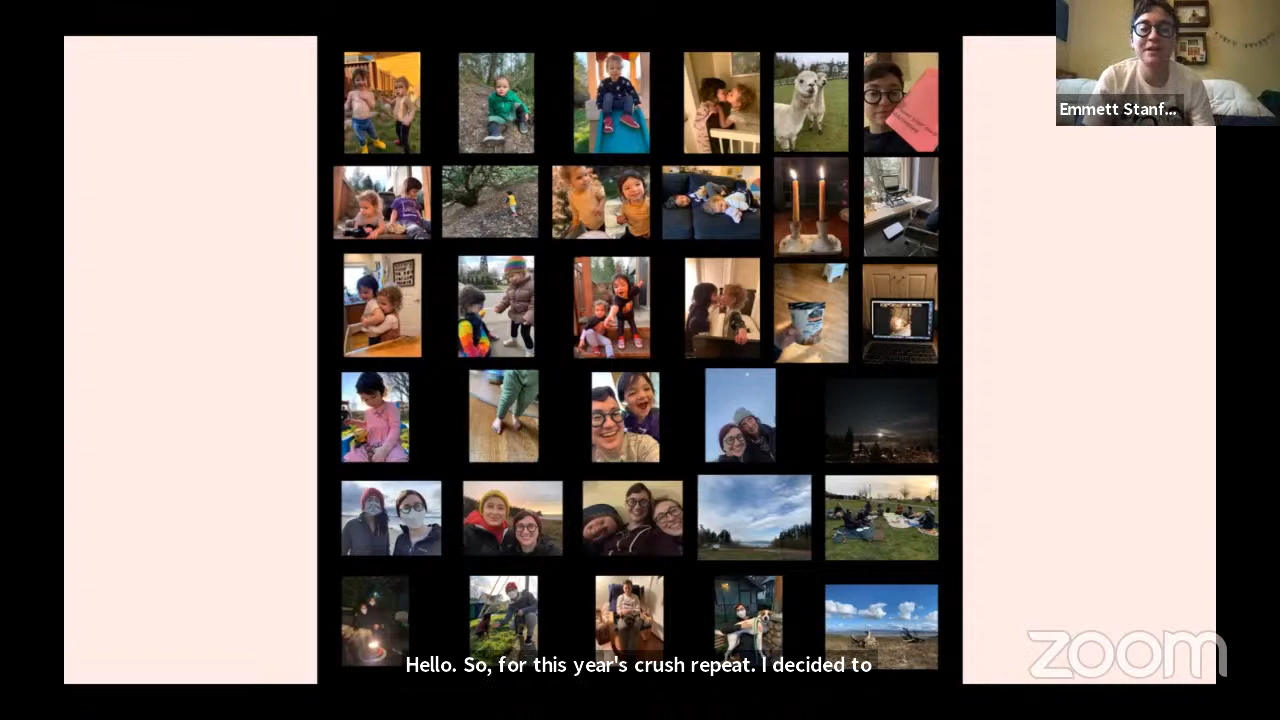 Emmett Stanf...
Hello. So, for this year's crush repeat. I decided to
zoom